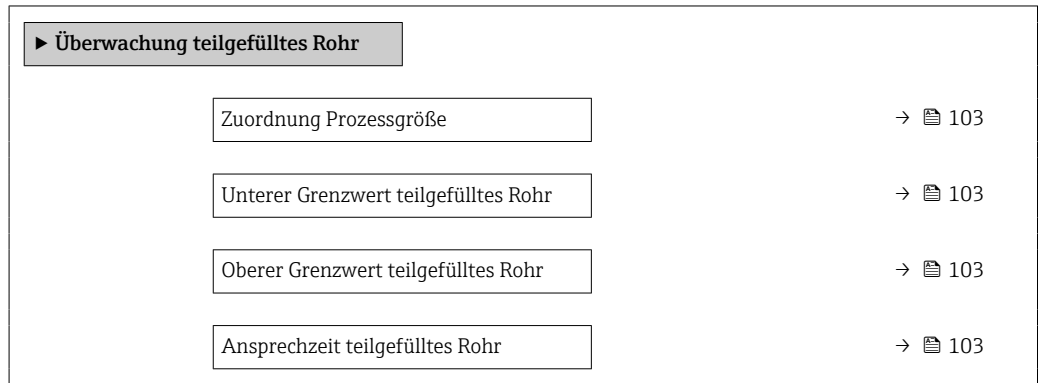 ► Überwachung teilgefülltes Rohr
Zuordnung Prozessgröße → 103
Unterer Grenzwert teilgefülltes Rohr → 103
Oberer Grenzwert teilgefülltes Rohr → 103
Ansprechzeit teilgefülltes Rohr → 103